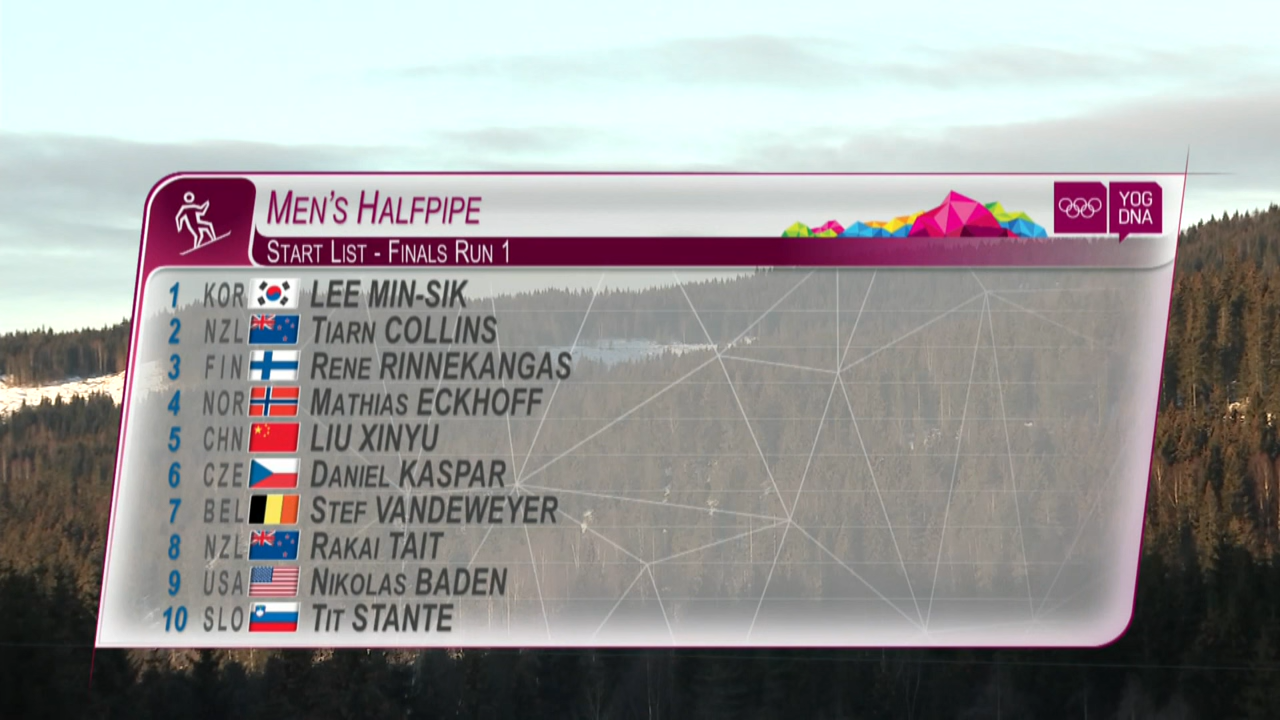 MEN'S HALFPIPE
YOG
DNA
START LIST - FINALS RUN 1
1 KOR LEE MIN-SIK
2 NZL TIARN COLLINS
3 FIN RENE RINNEKANGAS
4 NOR MATHIAS ECKHOFF
5 CHN LIU XINYU
6 CZE DANIEL KASPAR
7 BEL STEF VANDEWEYER
8 NZL RAKAI TAIT
9 USA NIKOLAS BADEN
10 SLO TIT STANTE